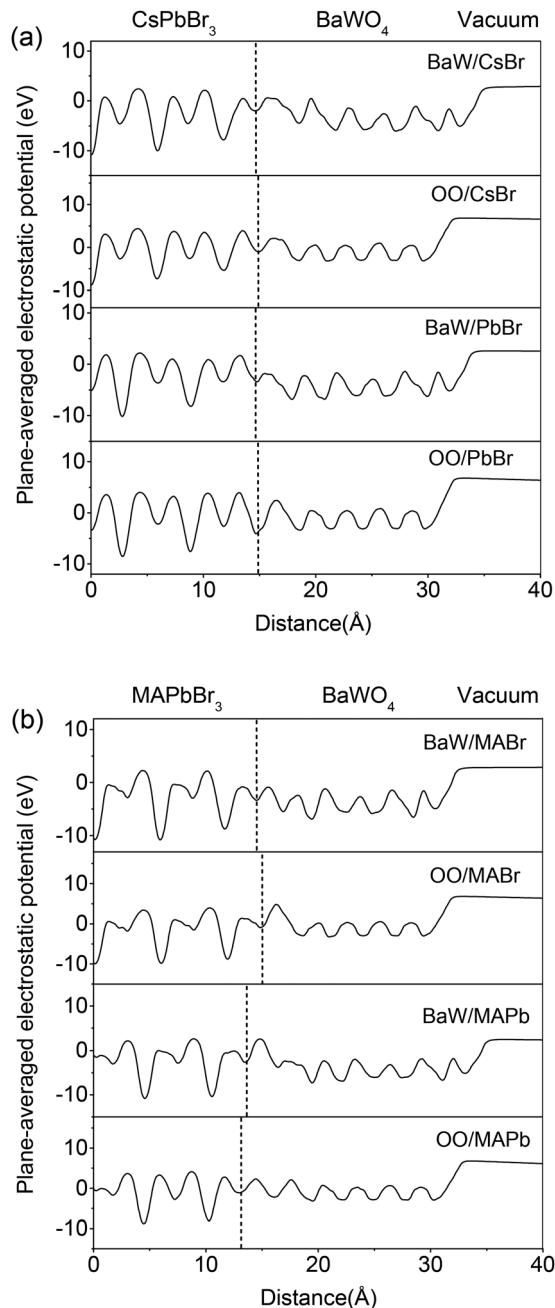 (a)
CsPbBr3 BaWO4 Vacuum
Plane-averaged electrostatic potential (eV)
10
0
-10
BaW/CsBr
10
0
-10
OO/CsBr
10
0
-10
BaW/PbBr
10
0
-10
OO/PbBr
0 10 20 30 40
Distance(Å)
(b)
MAPbBr3 BaWO4 Vacuum
Plane-averaged electrostatic potential (eV)
10
0
-10
BaW/MABr
10
0
-10
OO/MABr
10
0
-10
BaW/MAPb
10
0
-10
OO/MAPb
0 10 20 30 40
Distance(Å)